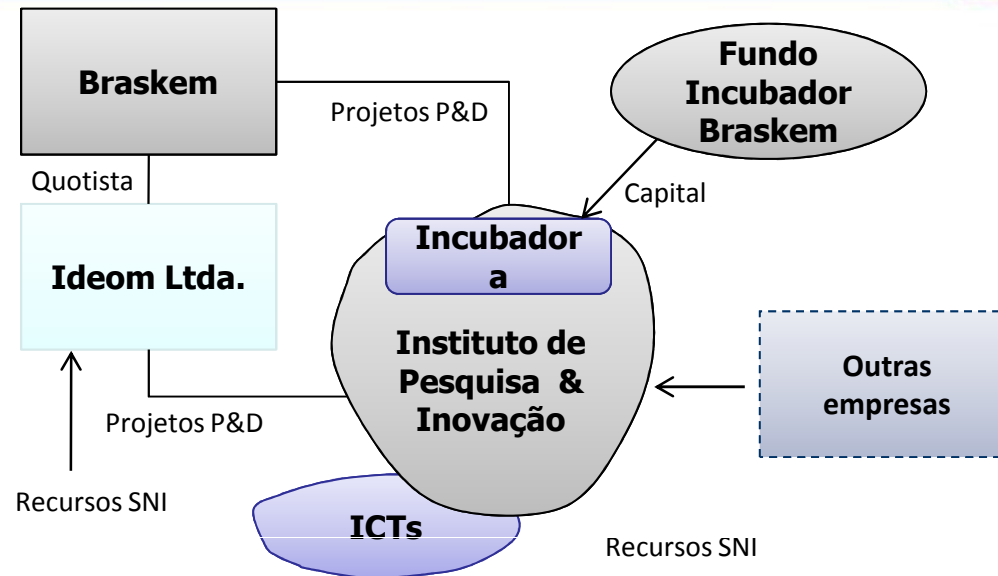 Braskem
Fundo
Incubador
Braskem
Projetos P&D
Quotista
Capital
Incubador
a
Ideom Ltda.
Instituto de
Pesquisa &
Inovação
Outras
empresas
Projetos P&D
Recursos SNI
ICTs
Recursos SNI